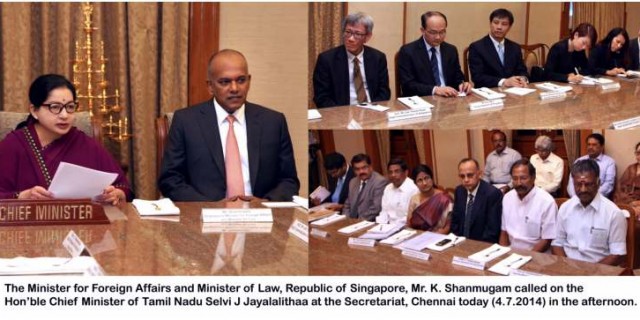 CHIEF MINISTER
The Minister for Foreign Affairs and Minister of Law, Republic of Singapore, Mr. K. Shanmugam called on the
Hon'ble Chief Minister of Tamil Nadu Selvi J Jayalalithaa at the Secretariat, Chennai today (4.7.2014) in the afternoon.